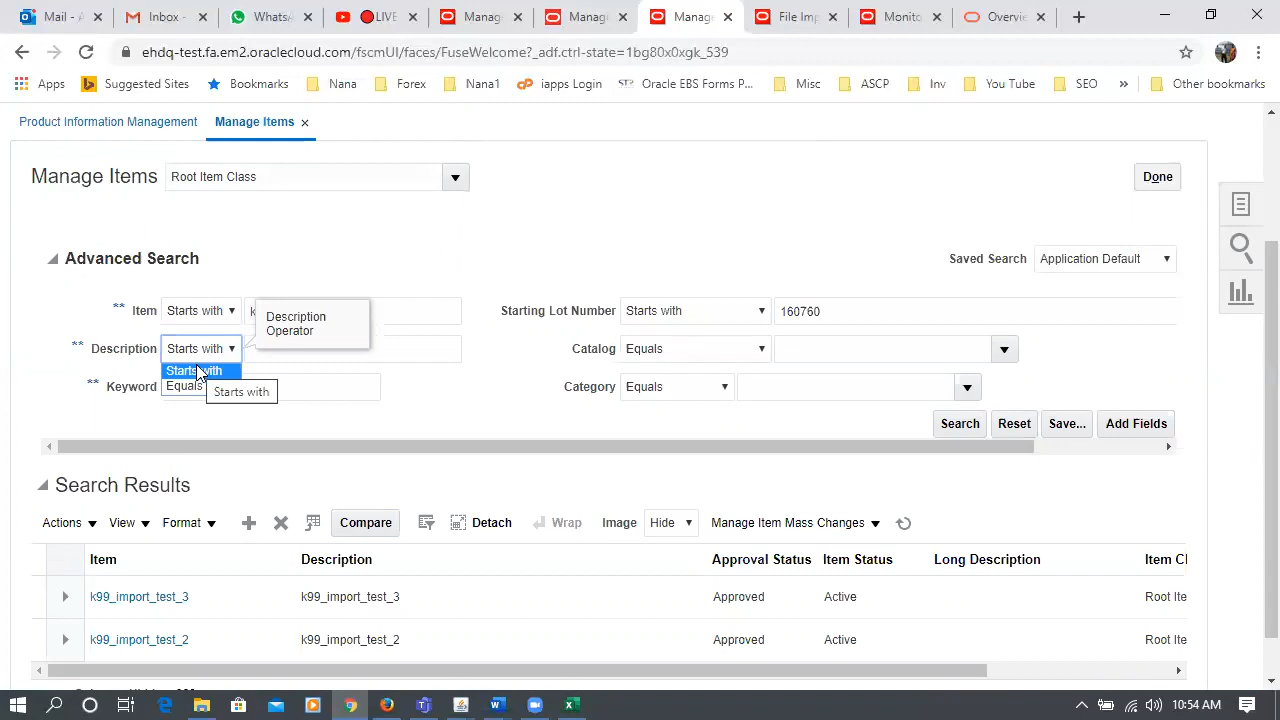 Mail - A
Inbox -
WhatsA
LIVE
Manage
Managi
Manage
File Imp
Monito
Overvie
ehdq-test.fa.em2.oraclecloud.com/fscmUI/faces/FuseWelcome?_adf.ctrl-state=1bg80x0xgk_539
Apps
Suggested Sites
Bookmarks
Nana
Forex
Nana1
iapps Login
Oracle EBS Forms P...
Misc
ASCP
Inv
You Tube
SEO
»
Other bookmarks
Product Information Management
Manage Items
Manage Items
Root Item Class
Done
Advanced Search
Saved Search
Application Default
** Item
Starts with
k
Starting Lot Number
Starts with
160760
Description
Operator
** Description
Starts with
Catalog
Equals
Starts with
Equals
Starts with
** Keyword
Category
Equals
Search
Reset
Save...
Add Fields
Search Results
Actions
View
Format
Compare
Detach
Wrap
Image
Hide
Manage Item Mass Changes
Item
Description
Approval Status
Item Status
Long Description
Item Cl
k99_import_test_3
k99_import_test_3
Approved
Active
Root Ite
k99_import_test_2
k99_import_test_2
Approved
Active
Root Ite
10:54 AM